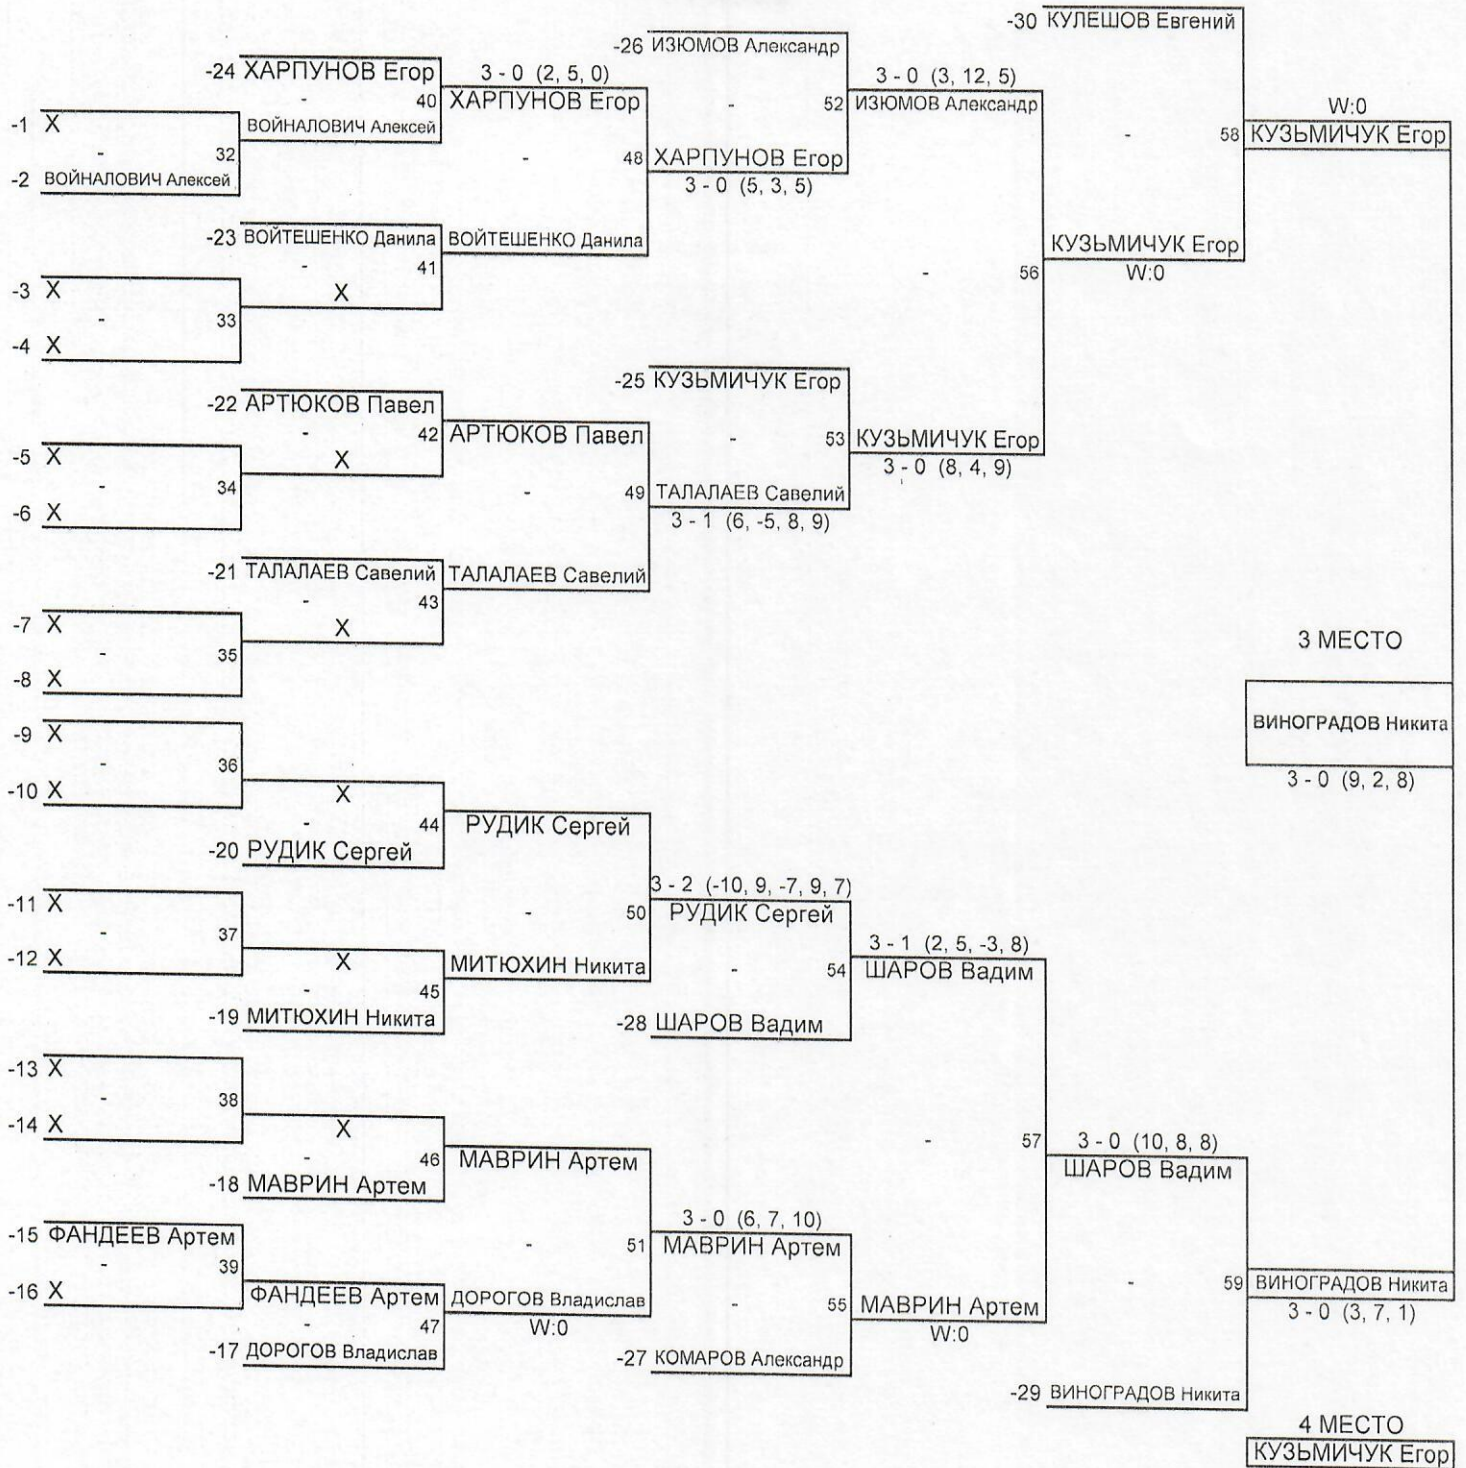 -30 КУЛЕШОВ Евгений
-26 ИЗЮМОВ Александр
-24 ХАРПУНОВ Егор
3 - 0 (2, 5, 0)
3 - 0 (3, 12, 5)
- 40 ХАРПУНОВ Егор
- 52 ИЗЮМОВ Александр
W:0
-1 X
ВОЙНАЛОВИЧ Алексей
- 58 КУЗЬМИЧУК Егор
- 32
- 48 ХАРПУНОВ Егор
-2 ВОЙНАЛОВИЧ Алексей
3 - 0 (5, 3, 5)
-23 ВОЙТЕШЕНКО Данила
ВОЙТЕШЕНКО Данила
КУЗЬМИЧУК Егор
- 41
- 56
W:0
-3 X
X
- 33
-4 X
-25 КУЗЬМИЧУК Егор
-22 АРТЮКОВ Павел
- 42 АРТЮКОВ Павел
- 53 КУЗЬМИЧУК Егор
-5 X
X
3 - 0 (8, 4, 9)
- 34
- 49 ТАЛАЛАЕВ Савелий
-6 X
3 - 1 (6, -5, 8, 9)
-21 ТАЛАЛАЕВ Савелий
ТАЛАЛАЕВ Савелий
- 43
-7 X
X
- 35
3 МЕСТО
-8 X
-9 X
ВИНОГРАДОВ Никита
- 36
3 - 0 (9, 2, 8)
-10 X
X
- 44
РУДИК Сергей
-20 РУДИК Сергей
3 - 2 (-10, 9, -7, 9, 7)
-11 X
- 50
РУДИК Сергей
- 37
3 - 1 (2, 5, -3, 8)
-12 X
X
МИТЮХИН Никита
- 54
ШАРОВ Вадим
- 45
-19 МИТЮХИН Никита
-28 ШАРОВ Вадим
-13 X
- 38
-14 X
X
- 57
3 - 0 (10, 8, 8)
- 46
МАВРИН Артем
ШАРОВ Вадим
-18 МАВРИН Артем
3 - 0 (6, 7, 10)
-15 ФАНДЕЕВ Артем
- 51
МАВРИН Артем
- 39
- 59 ВИНОГРАДОВ Никита
-16 X
ФАНДЕЕВ Артем
ДОРОГОВ Владислав
- 55 МАВРИН Артем
3 - 0 (3, 7, 1)
- 47
W:0
W:0
-17 ДОРОГОВ Владислав
-27 КОМАРОВ Александр
-29 ВИНОГРАДОВ Никита
4 МЕСТО
КУЗЬМИЧУК Егор